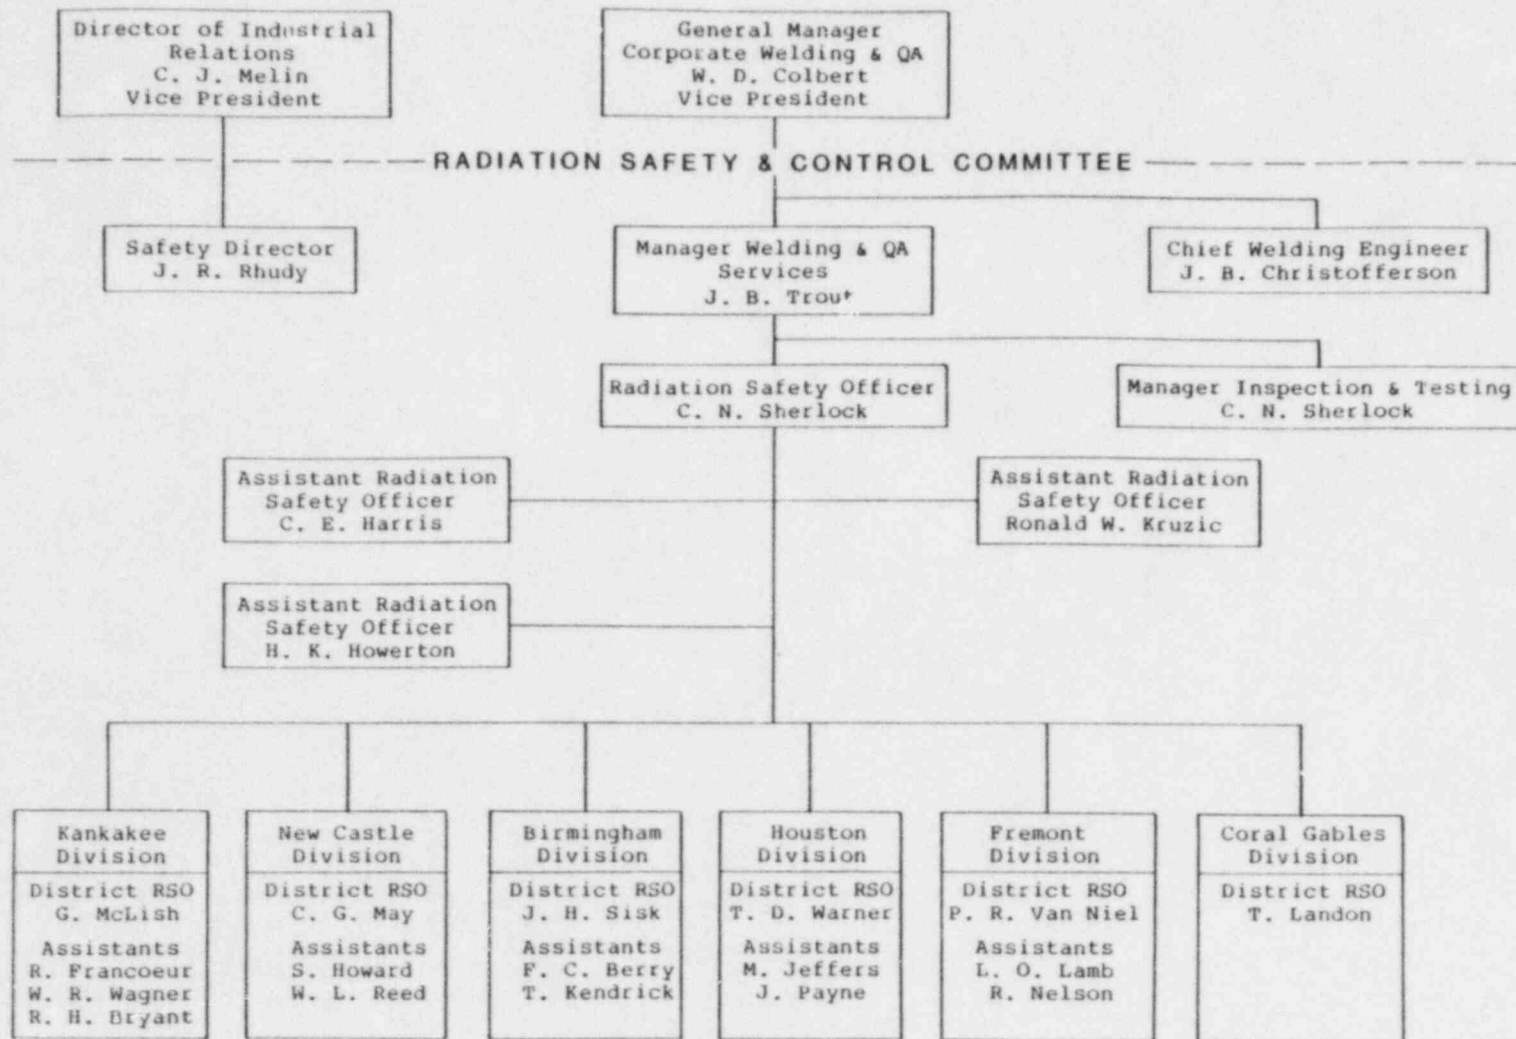 Director of Industrial
Relations
C. J. Melin
Vice President
General Manager
Corporate Welding & QA
W. D. Colbert
Vice President
RADIATION SAFETY & CONTROL COMMITTEE
Safety Director
J. R. Rhudy
Manager Welding & QA
Services
J. B. Trout
Chief Welding Engineer
J. B. Christofferson
Radiation Safety Officer
C. N. Sherlock
Manager Inspection & Testing
C. N. Sherlock
Assistant Radiation
Safety Officer
C. E. Harris
Assistant Radiation
Safety Officer
Ronald W. Kruzic
Assistant Radiation
Safety Officer
H. K. Howerton
Kankakee
Division
District RSO
G. McLish
Assistants
R. Francoeur
W. R. Wagner
R. H. Bryant
New Castle
Division
District RSO
C. G. May
Assistants
S. Howard
W. L. Reed
Birmingham
Division
District RSO
J. H. Sisk
Assistants
F. C. Berry
T. Kendrick
Houston
Division
District RSO
T. D. Warner
Assistants
M. Jeffers
J. Payne
Fremont
Division
District RSO
P. R. Van Niel
Assistants
L. O. Lamb
R. Nelson
Coral Gables
Division
District RSO
T. Landon